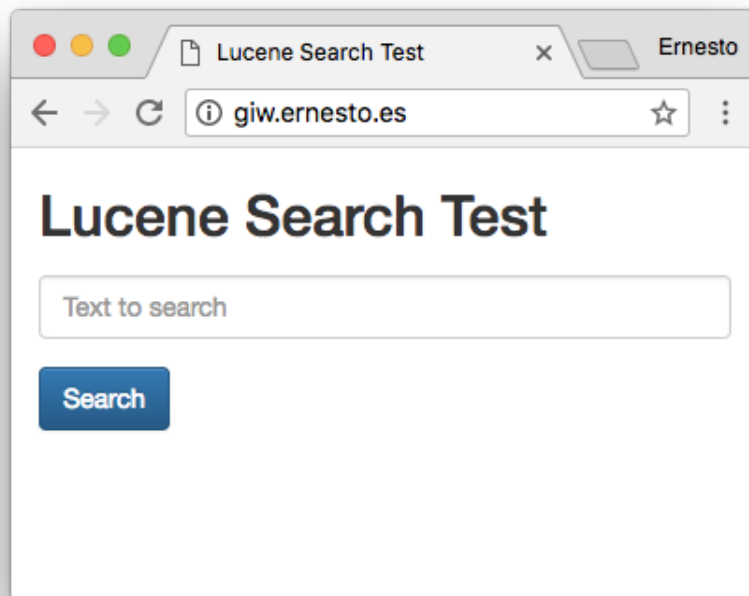 Lucene Search Test
Ernesto
giw.ernesto.es
Lucene Search Test
Text to search
Search